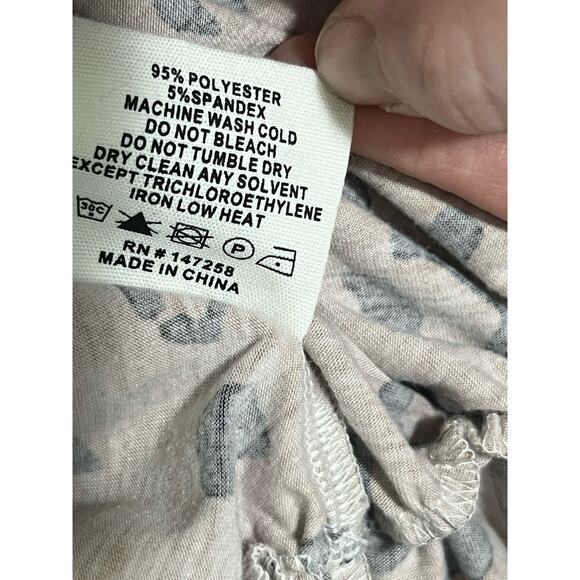 95% POLYESTER
5%SPANDEX
MACHINE WASH COLD
DO NOT BLEACH
DO NOT TUMBLE DRY
DRY CLEAN ANY SOLVENT
EXCEPT TRICHLOROETHYLENE
IRON LOW HEAT
30C P
RN # 147258
MADE IN CHINA